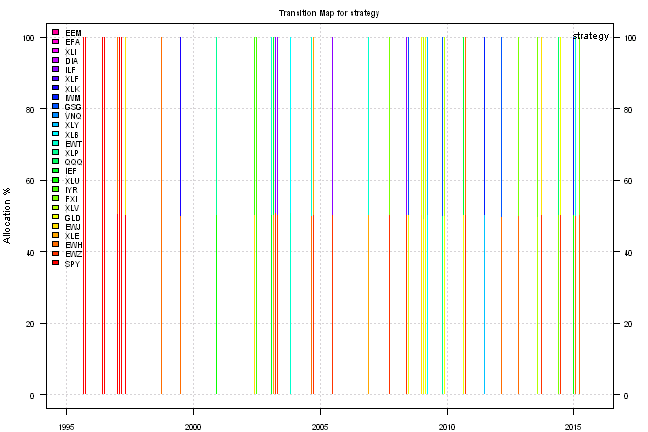 Transition Map for strategy
strategy
EEM
EFA
XLI
DIA
ILF
XLF
XLK
IWM
GSG
VNQ
XLY
XLB
EWT
XLP
QQQ
IEF
XLU
IYR
FXI
XLV
GLD
EWJ
XLE
EWH
EWZ
SPY
Allocation %
100
80
60
40
20
0
100
80
60
40
20
0
1995 2000 2005 2010 2015